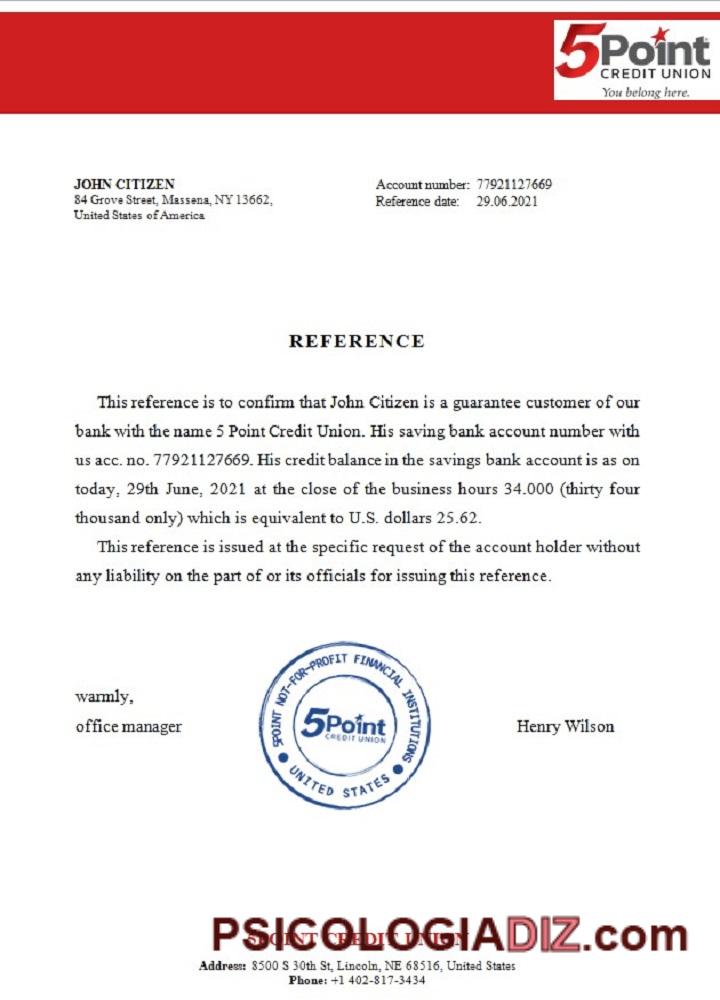 5Point
CREDIT UNION
You belong here.
JOHN CITIZEN
84 Grove Street, Massena, NY 13662,
United States of America
Account number: 77921127669
Reference date: 29.06.2021
REFERENCE
This reference is to confirm that John Citizen is a guarantee customer of our
bank with the name 5 Point Credit Union. His saving bank account number with
us acc. no. 77921127669. His credit balance in the savings bank account is as on
today, 29th June, 2021 at the close of the business hours 34.000 (thirty four
thousand only) which is equivalent to U.S. dollars 25.62.
This reference is issued at the specific request of the account holder without
any liability on the part of or its officials for issuing this reference.
warmly,
office manager
5POINT NOT-FOR-PROFIT FINANCIAL INSTITUTIONS
5Point
CREDIT UNION
UNITED STATES
Henry Wilson
PSICOLOGIADIZ.com
5POINT CREDIT UNION
Address: 8500 S 30th St, Lincoln, NE 68516, United States
Phone: +1 402-817-3434